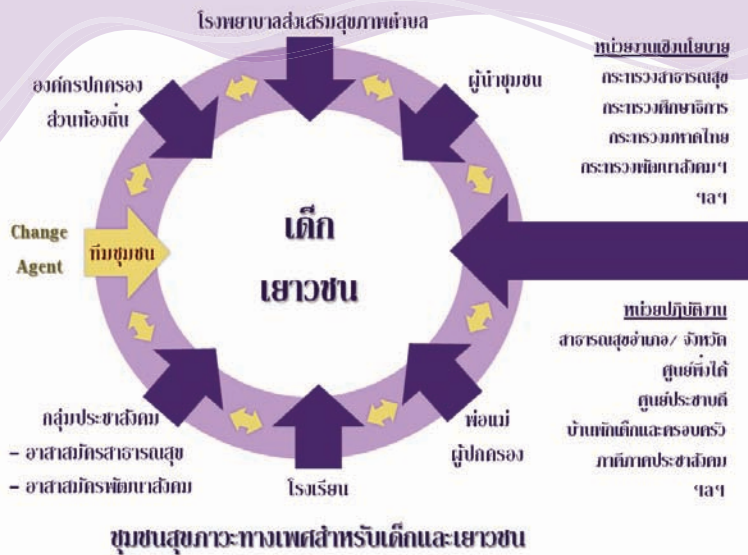 โรงพยาบาลส่งเสริมสุขภาพตำบล
องค์กรปกครอง
ส่วนท้องถิ่น
ผู้นำชุมชน
หน่วยงานเชิงนโยบาย
กระทรวงสาธารณสุข
กระทรวงศึกษาธิการ
กระทรวงมหาดไทย
กระทรวงพัฒนาสังคมฯ
ฯลฯ
Change
Agent
ทีมชุมชน
เด็ก
เยาวชน
หน่วยปฏิบัติงาน
สาธารณสุขอำเภอ/ จังหวัด
ศูนย์พึ่งได้
ศูนย์ประชาบดี
บ้านพักเด็กและครอบครัว
ภาคีภาคประชาสังคม
ฯลฯ
กลุ่มประชาสังคม
- อาสาสมัครสาธารณสุข
- อาสาสมัครพัฒนาสังคม
โรงเรียน
พ่อแม่
ผู้ปกครอง
ชุมชนสุขภาวะทางเพศสำหรับเด็กและเยาวชน